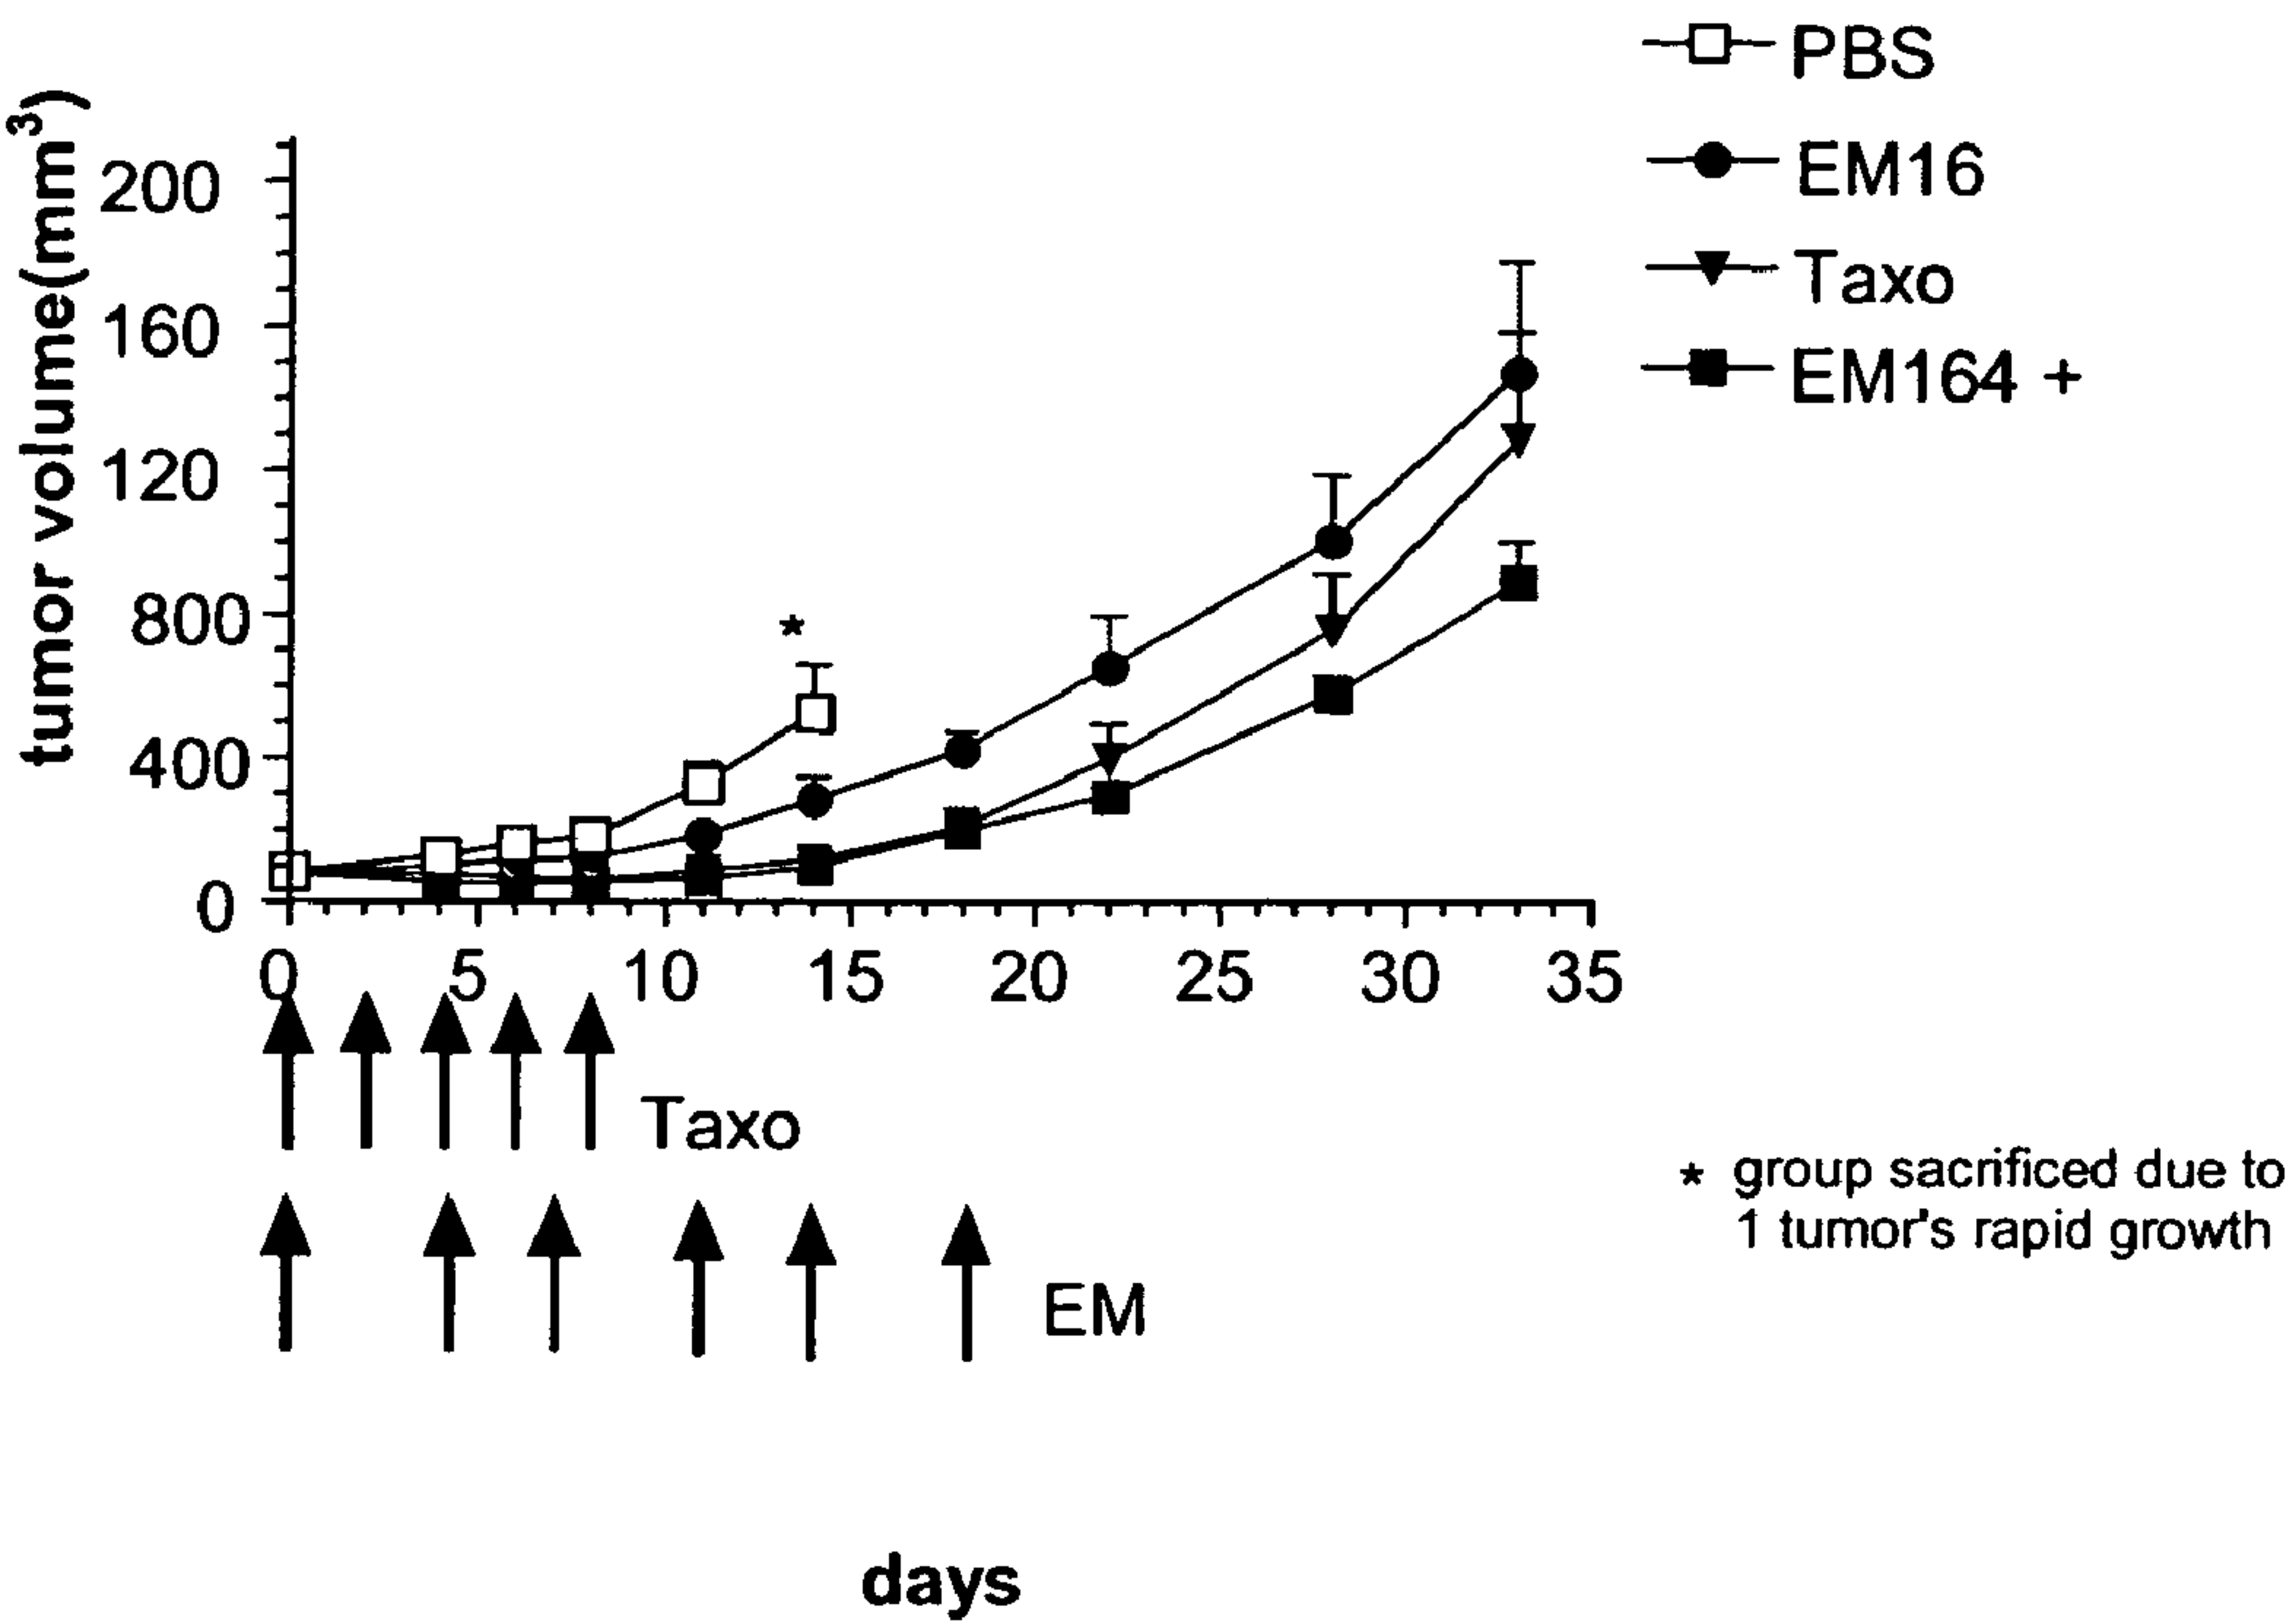 PBS
EM16
Taxo
EM164 +
tumor volume(mm³)
200
160
120
800
400
0
0 5 10 15 20 25 30 35
Taxo
EM
* group sacrificed due to
1 tumor's rapid growth
*
days